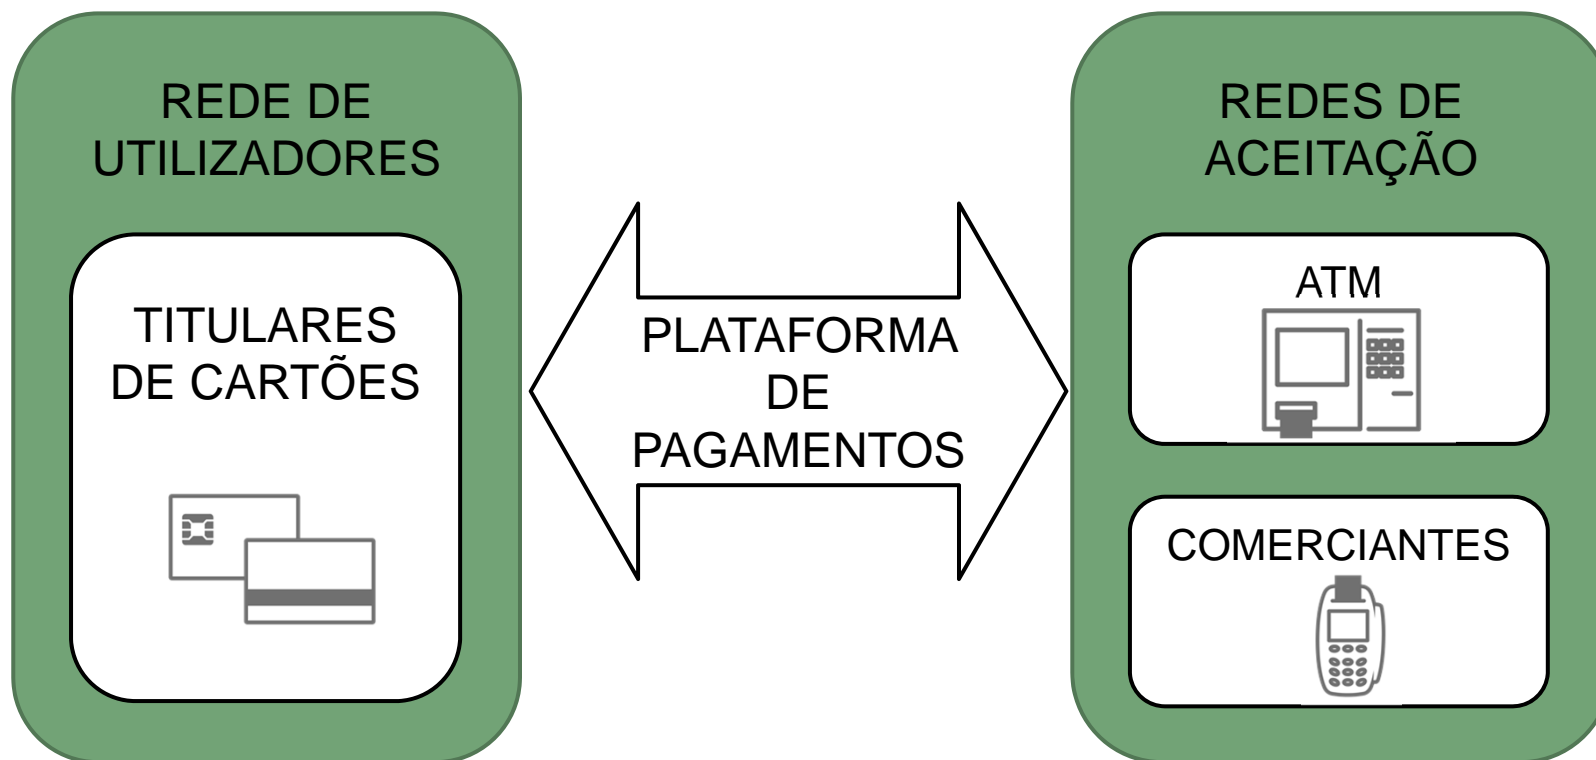 REDE DE
UTILIZADORES
TITULARES
DE CARTÕES
PLATAFORMA
DE
PAGAMENTOS
REDES DE
ACEITAÇÃO
ATM
COMERCIANTES